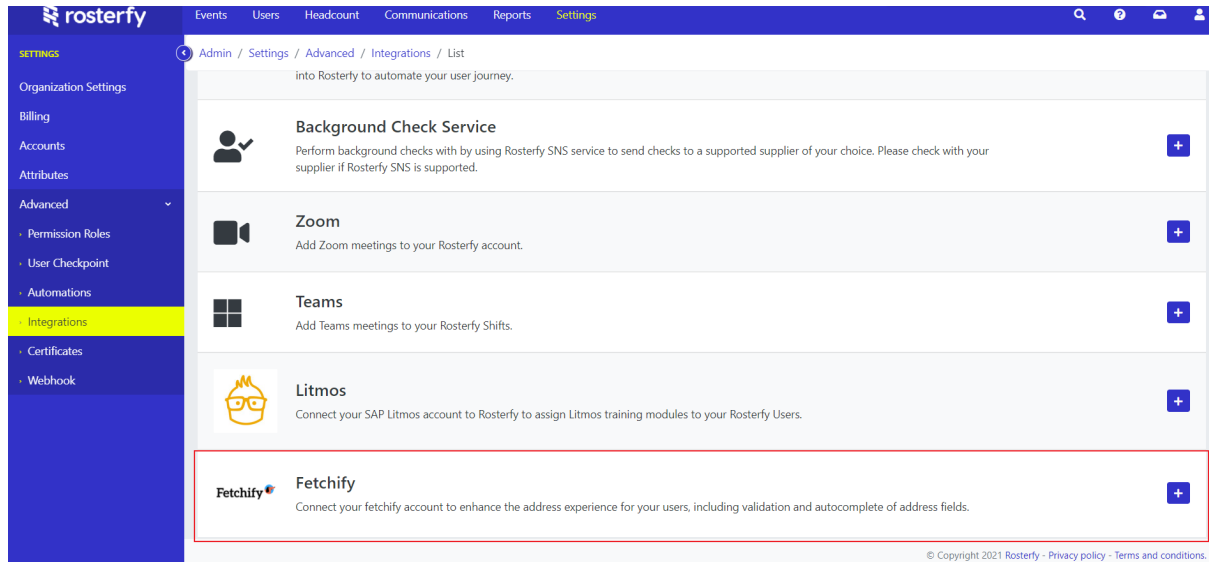 rosterfy
Events Users Headcount Communications Reports Settings
SETTINGS
Admin / Settings / Advanced / Integrations / List
Organization Settings
Billing
Accounts
Attributes
Advanced
Permission Roles
User Checkpoint
Automations
Integrations
Certificates
Webhook
into Rosterfy to automate your user journey.
Background Check Service
Perform background checks with by using Rosterfy SNS service to send checks to a supported supplier of your choice. Please check with your
supplier if Rosterfy SNS is supported.
Zoom
Add Zoom meetings to your Rosterfy account.
Teams
Add Teams meetings to your Rosterfy Shifts.
Litmos
Connect your SAP Litmos account to Rosterfy to assign Litmos training modules to your Rosterfy Users.
Fetchify
Fetchify
Connect your fetchify account to enhance the address experience for your users, including validation and autocomplete of address fields.
© Copyright 2021 Rosterfy - Privacy policy - Terms and conditions.